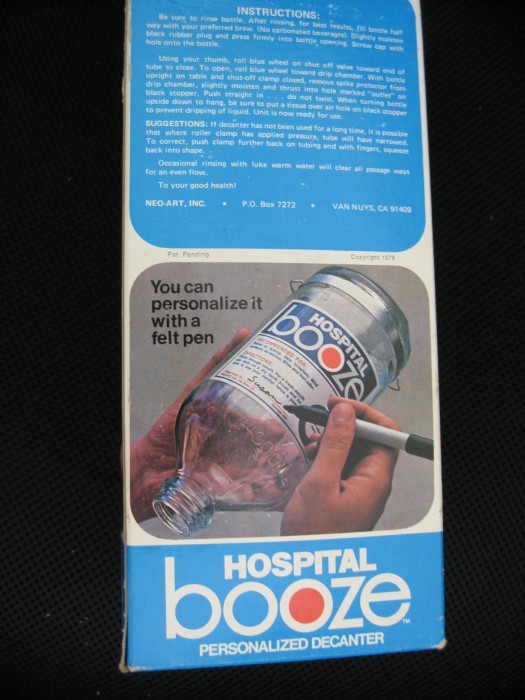 INSTRUCTIONS:
Be sure to rinse bottle. After rinsing, for best results, fill bottle half
way with your preferred brew. (No carbonated beverages). Slightly moisten
black rubber plug and press firmly into bottle opening. Screw cap with
hole onto the bottle.
Using your thumb, roll blue wheel on shut off valve toward end of
tube to close. To open, roll blue wheel toward drip chamber. With bottle
upright on table and shut-off clamp closed, remove spike protector from
drip chamber, slightly moisten and thrust into hole marked "outlet" on
black stopper. Push straight in . . . do not twist. When turning bottle
upside down to hang, be sure to put a tissue over air hole on black stopper
to prevent dripping of liquid. Unit is now ready for use.
SUGGESTIONS: If decanter has not been used for a long time, it is possible
that where roller clamp has applied pressure, tube will have narrowed.
To correct, push clamp further back on tubing and with fingers, squeeze
back into shape.
Occasional rinsing with luke warm water will clear all passage ways
for an even flow.
To your good health!
NEO-ART, INC. • P.O. Box 7272 • VAN NUYS, CA 91409
Pat. Pending Copyright 1978
You can
personalize it
with a
felt pen
HOSPITAL
booze
RECOMMENDED FOR:
DIRECTIONS:
Susan
HOSPITAL
booze™
PERSONALIZED DECANTER